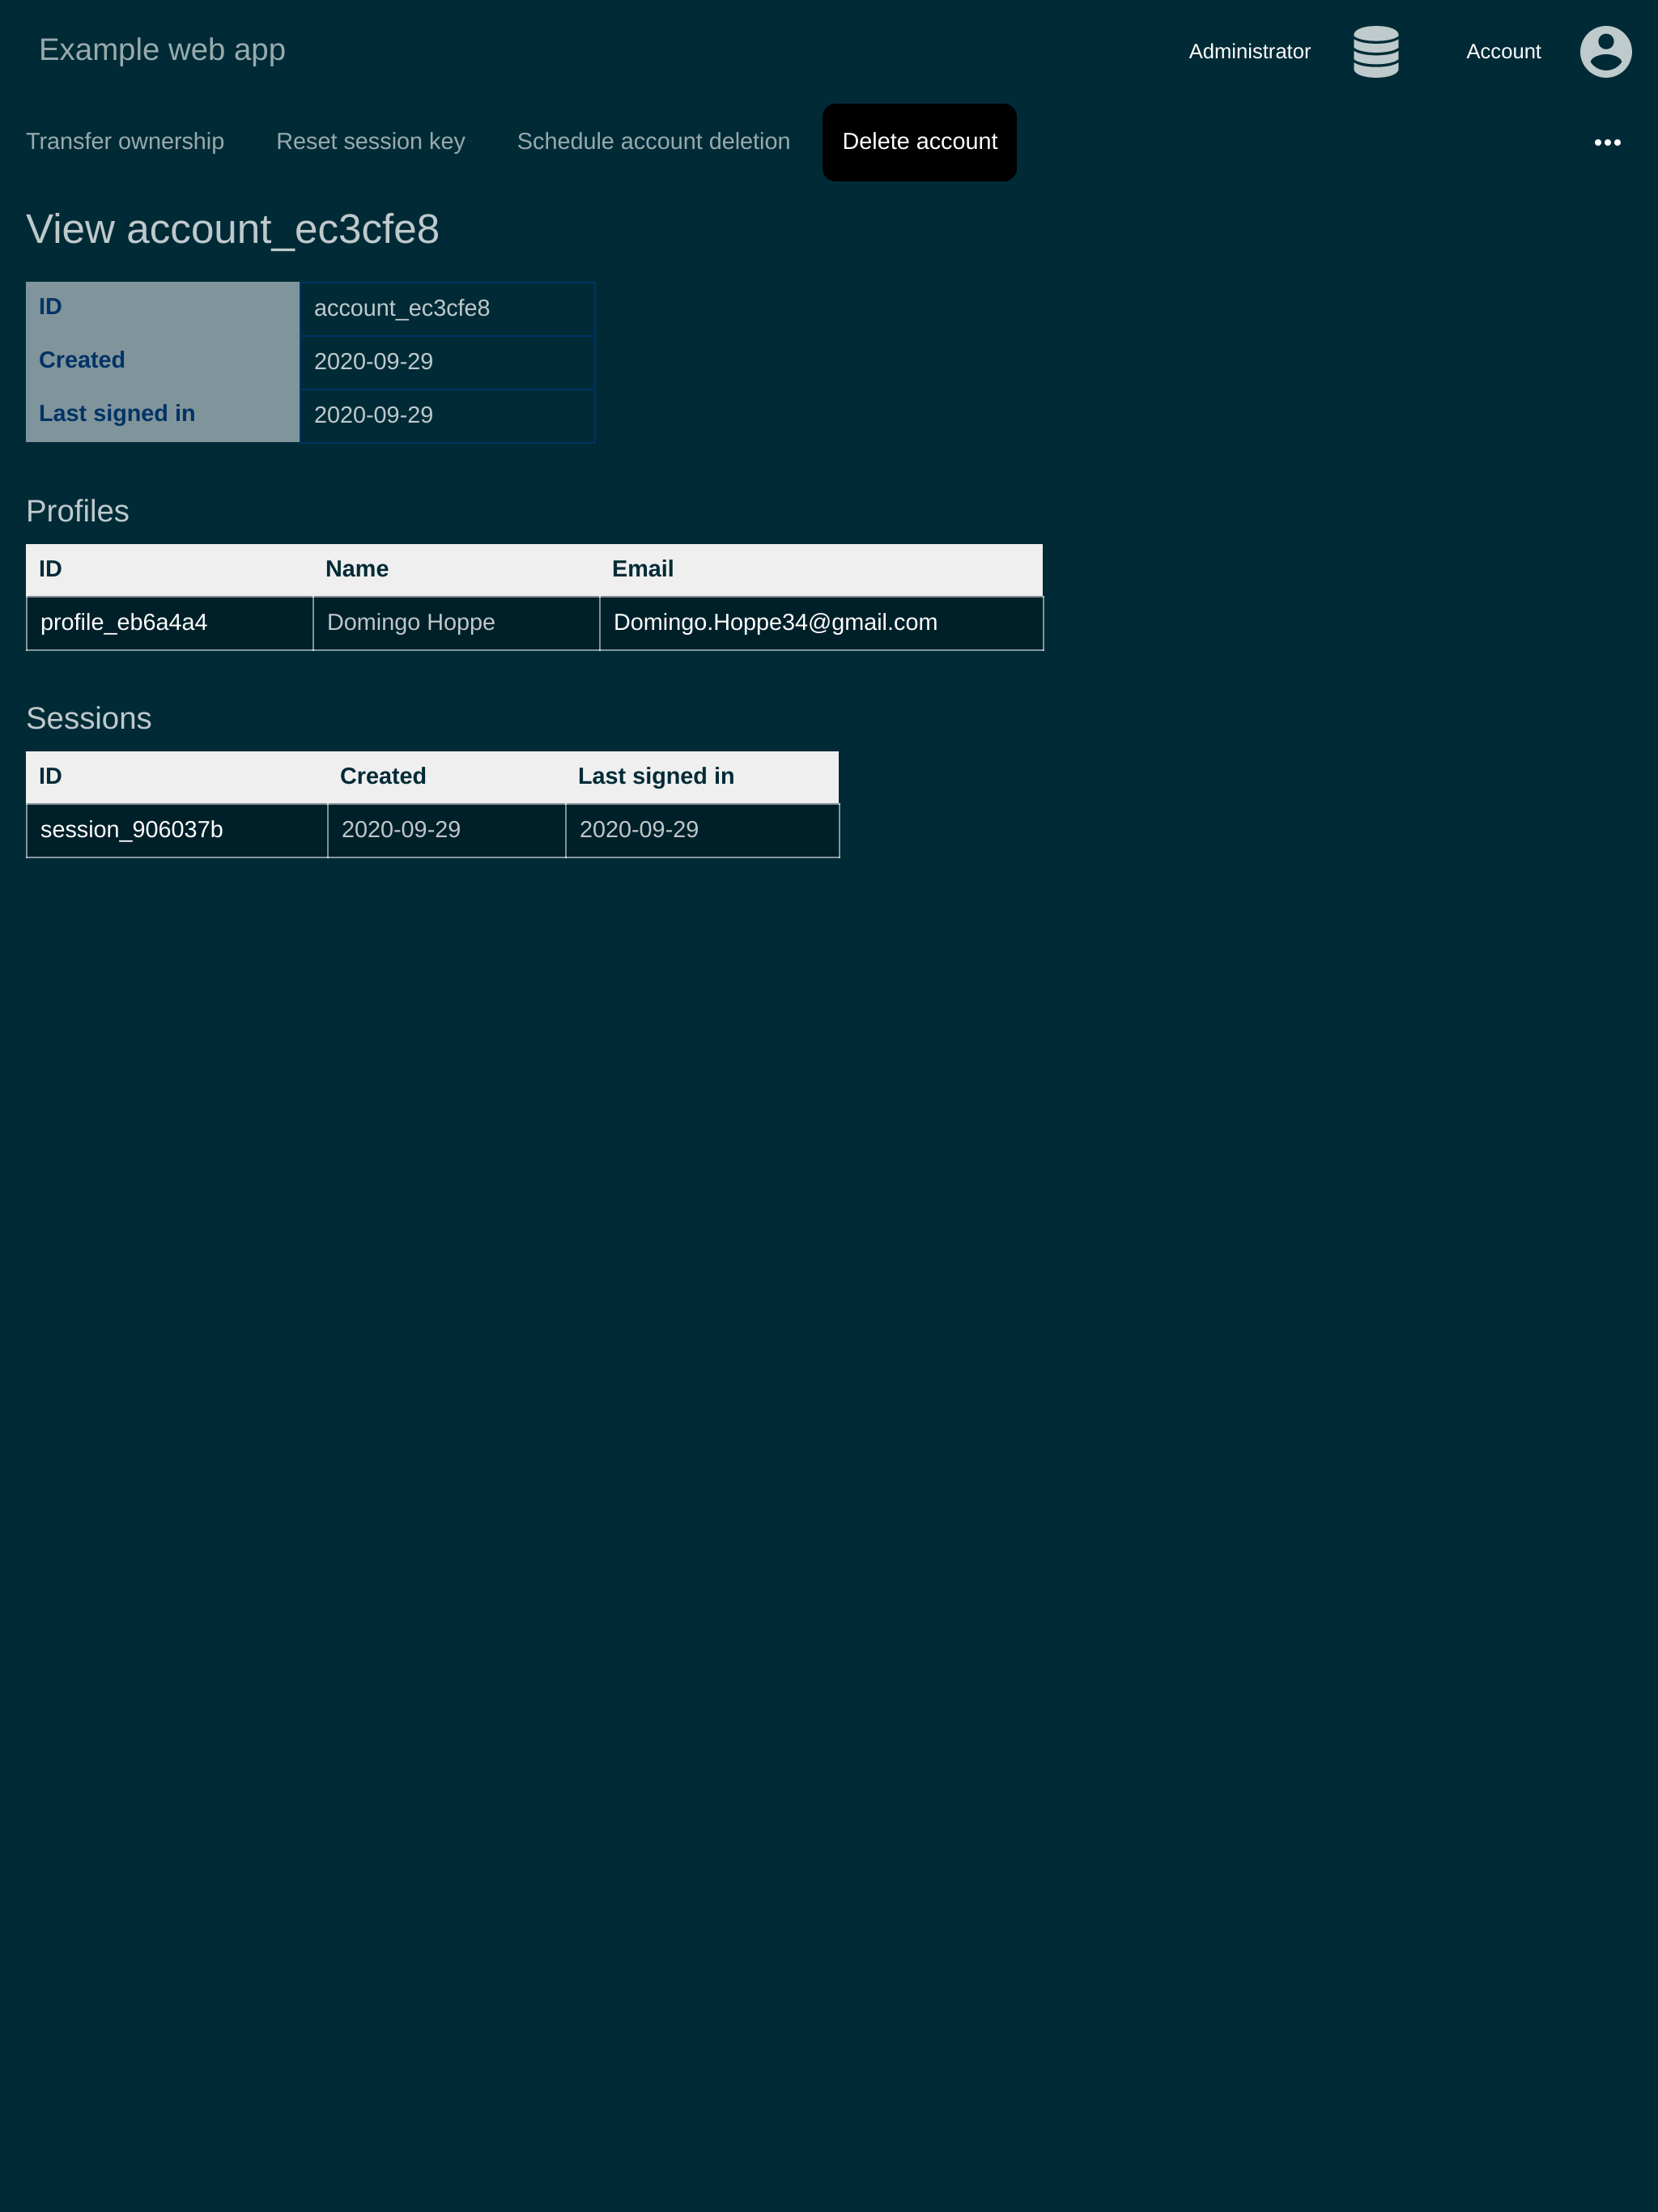 Example web app
Administrator
Account
Transfer ownership Reset session key Schedule account deletion Delete account
View account_ec3cfe8
ID account_ec3cfe8
Created 2020-09-29
Last signed in 2020-09-29
Profiles
ID Name Email
profile_eb6a4a4 Domingo Hoppe Domingo.Hoppe34@gmail.com
Sessions
ID Created Last signed in
session_906037b 2020-09-29 2020-09-29